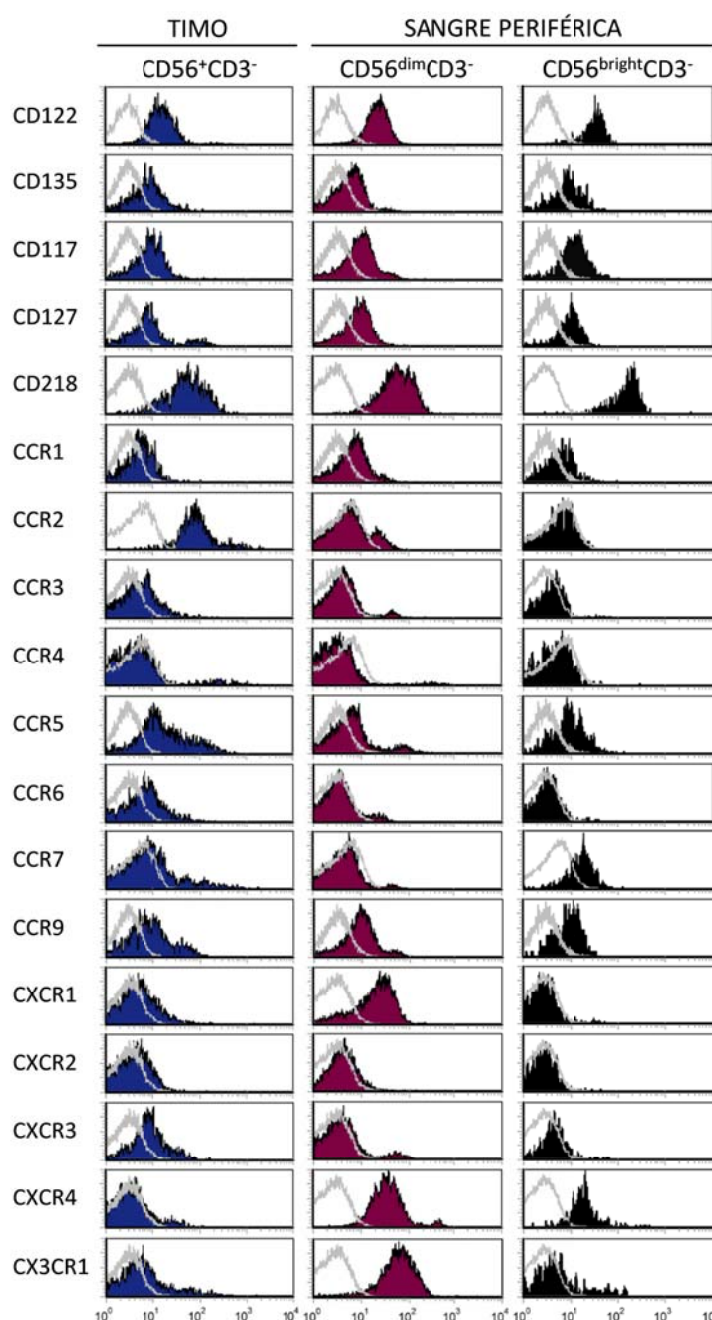 TIMO SANGRE PERIFÉRICA
CD56⁺CD3⁻ CD56ᵈⁱᵐCD3⁻ CD56ᵇʳⁱᵍʰᵗCD3⁻
CD122
CD135
CD117
CD127
CD218
CCR1
CCR2
CCR3
CCR4
CCR5
CCR6
CCR7
CCR9
CXCR1
CXCR2
CXCR3
CXCR4
CX3CR1
10⁰ 10¹ 10² 10³ 10⁴ 10⁰ 10¹ 10² 10³ 10⁴ 10⁰ 10¹ 10² 10³ 10⁴